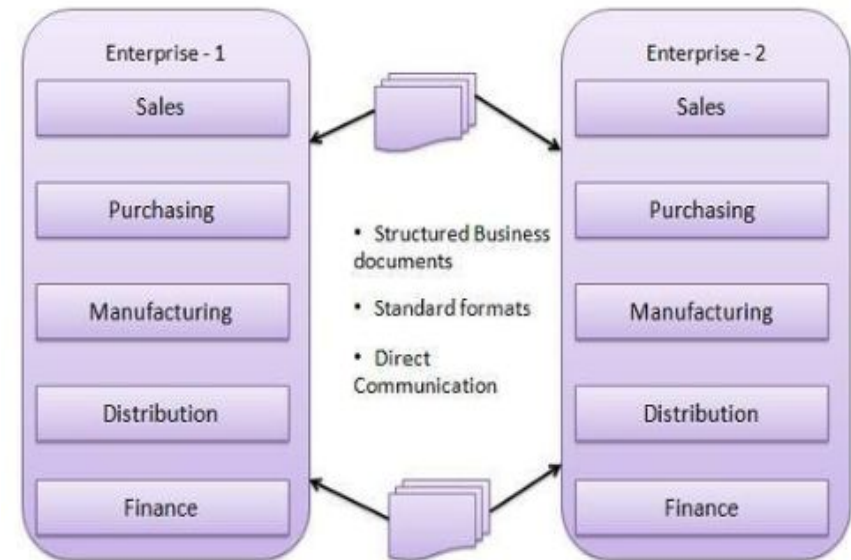 Enterprise - 1
Sales
Purchasing
Manufacturing
Distribution
Finance
• Structured Business
documents
• Standard formats
• Direct
Communication
Enterprise - 2
Sales
Purchasing
Manufacturing
Distribution
Finance